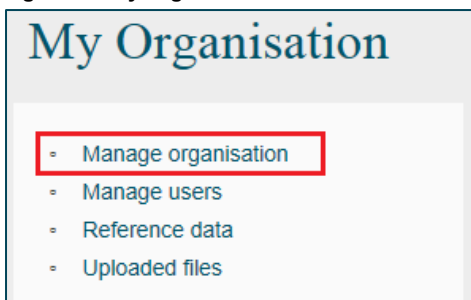 My Organisation
Manage organisation
Manage users
Reference data
Uploaded files